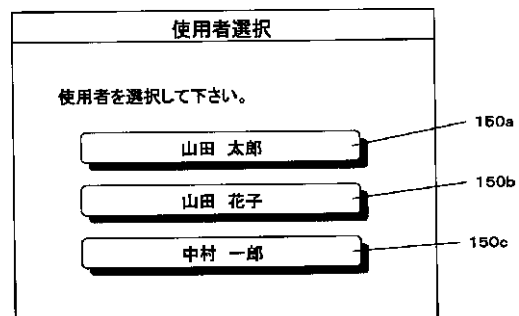 使用者選択
使用者を選択して下さい。
山田 太郎
150a
山田 花子
150b
中村 一郎
150c